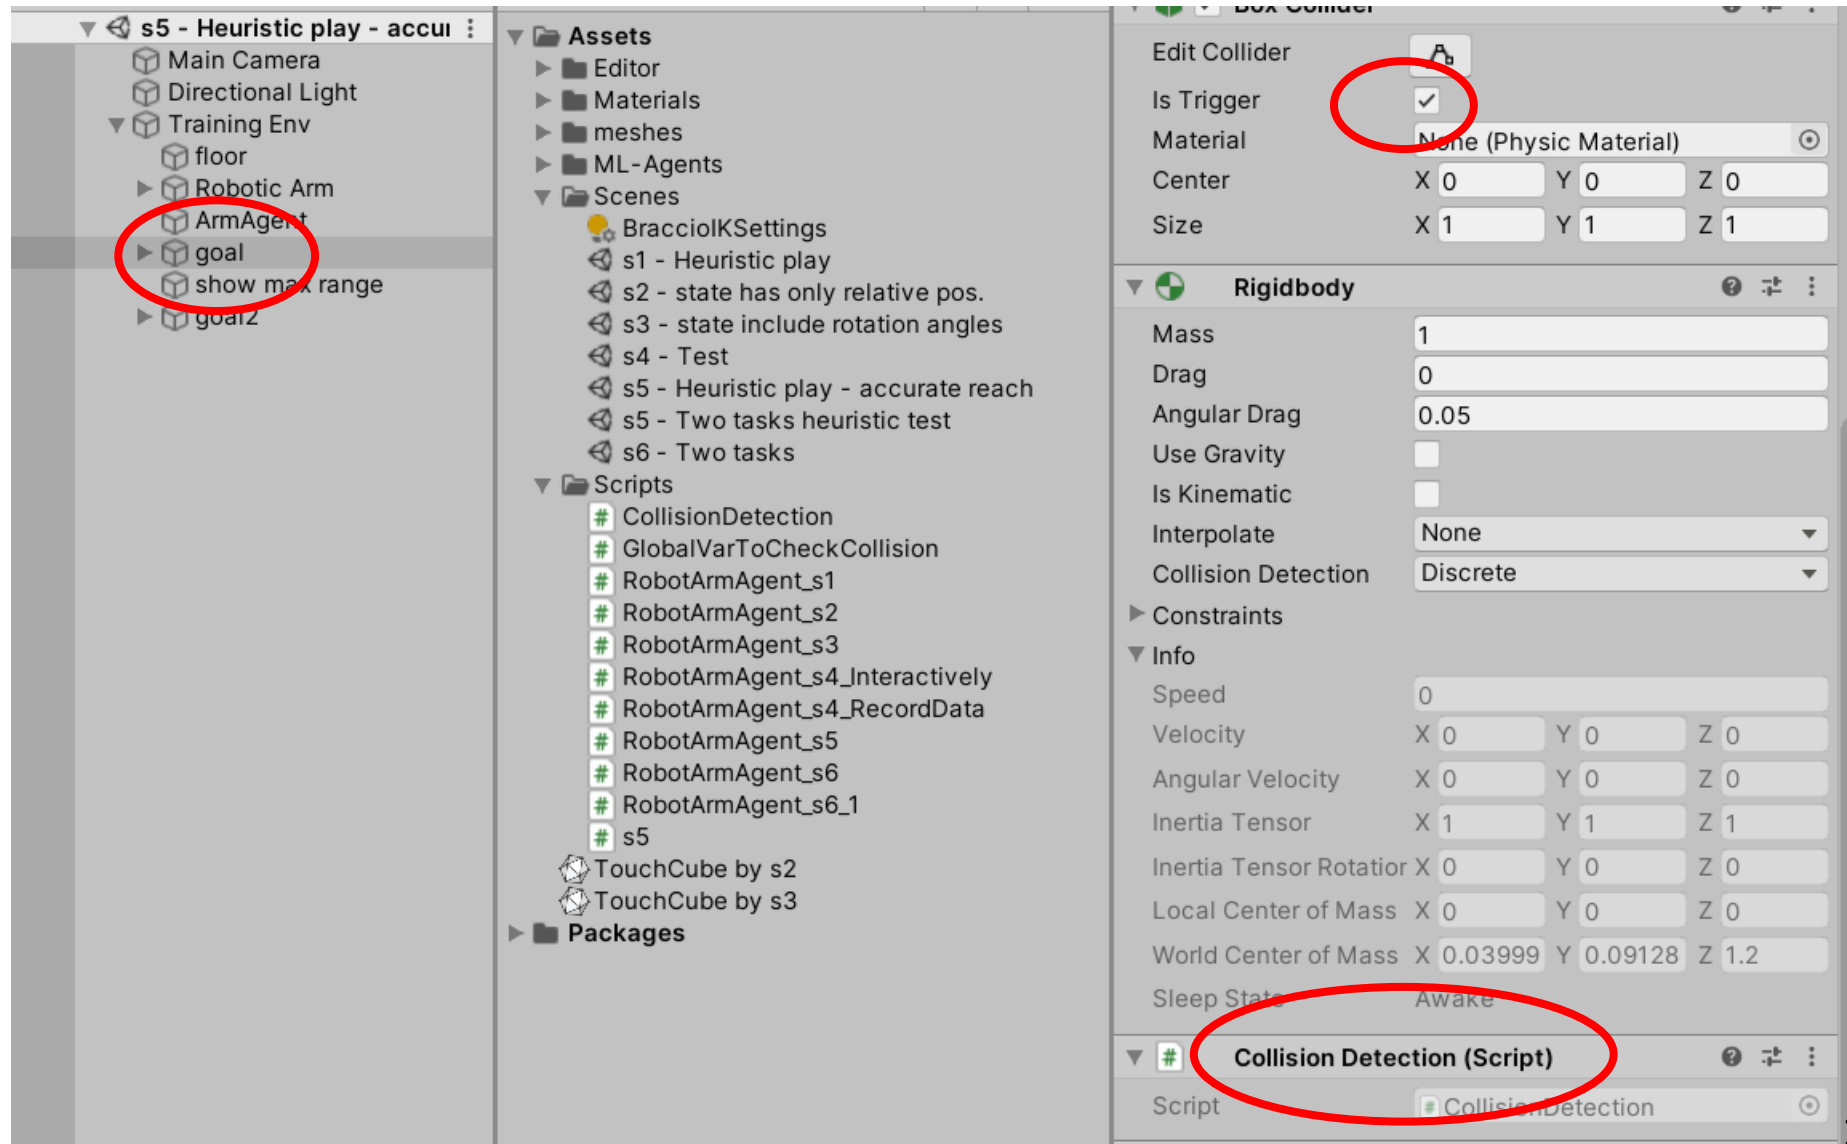 s5 - Heuristic play - accui
Main Camera
Directional Light
Training Env
floor
Robotic Arm
ArmAgent
goal
show max range
goal2
Assets
Editor
Materials
meshes
ML-Agents
Scenes
BraccioIKSettings
s1 - Heuristic play
s2 - state has only relative pos.
s3 - state include rotation angles
s4 - Test
s5 - Heuristic play - accurate reach
s5 - Two tasks heuristic test
s6 - Two tasks
Scripts
# CollisionDetection
# GlobalVarToCheckCollision
# RobotArmAgent_s1
# RobotArmAgent_s2
# RobotArmAgent_s3
# RobotArmAgent_s4_Interactively
# RobotArmAgent_s4_RecordData
# RobotArmAgent_s5
# RobotArmAgent_s6
# RobotArmAgent_s6_1
# s5
TouchCube by s2
TouchCube by s3
Packages
Box Collider
Edit Collider
Is Trigger
Material None (Physic Material)
Center X 0 Y 0 Z 0
Size X 1 Y 1 Z 1
Rigidbody
Mass 1
Drag 0
Angular Drag 0.05
Use Gravity
Is Kinematic
Interpolate None
Collision Detection Discrete
Constraints
Info
Speed 0
Velocity X 0 Y 0 Z 0
Angular Velocity X 0 Y 0 Z 0
Inertia Tensor X 1 Y 1 Z 1
Inertia Tensor Rotatior X 0 Y 0 Z 0
Local Center of Mass X 0 Y 0 Z 0
World Center of Mass X 0.03999 Y 0.09128 Z 1.2
Sleep State Awake
# Collision Detection (Script)
Script # CollisionDetection